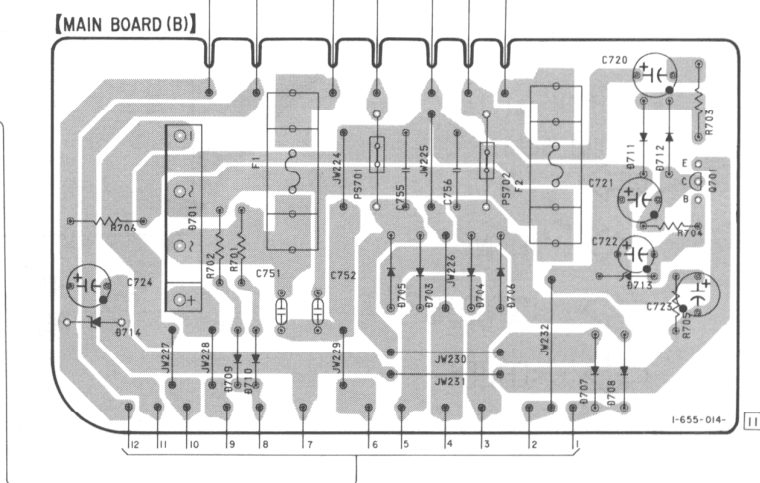 【MAIN BOARD (B)】
C720
R703
D711
D712
E
C
B
Q701
F1
JW224
PS701
C755
JW225
C756
PS702
F2
C721
D701
R706
R704
R702
R701
C722
C724
C751
C752
D705
D703
JW226
D704
D706
D713
C723
R705
D714
JW227
JW228
D709
D710
JW229
JW230
JW231
JW232
D707
D708
1-655-014-
11
12 11 10 9 8 7 6 5 4 3 2 1